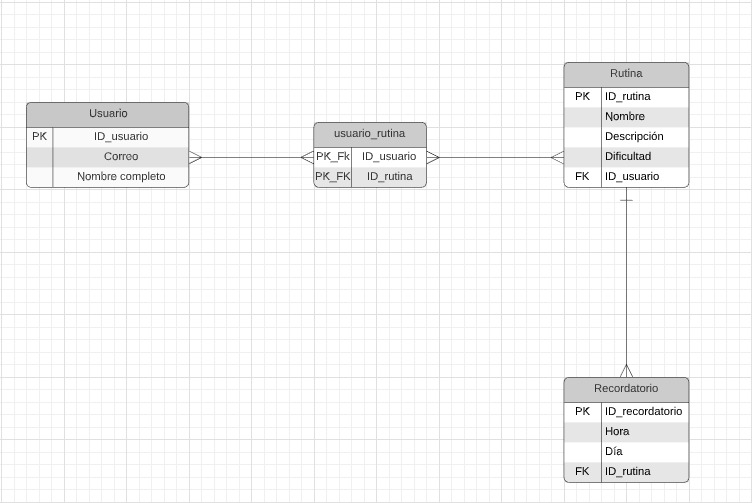 Usuario
PK ID_usuario
Correo
Nombre completo
usuario_rutina
PK_Fk ID_usuario
PK_FK ID_rutina
Rutina
PK ID_rutina
Nombre
Descripción
Dificultad
FK ID_usuario
Recordatorio
PK ID_recordatorio
Hora
Día
FK ID_rutina